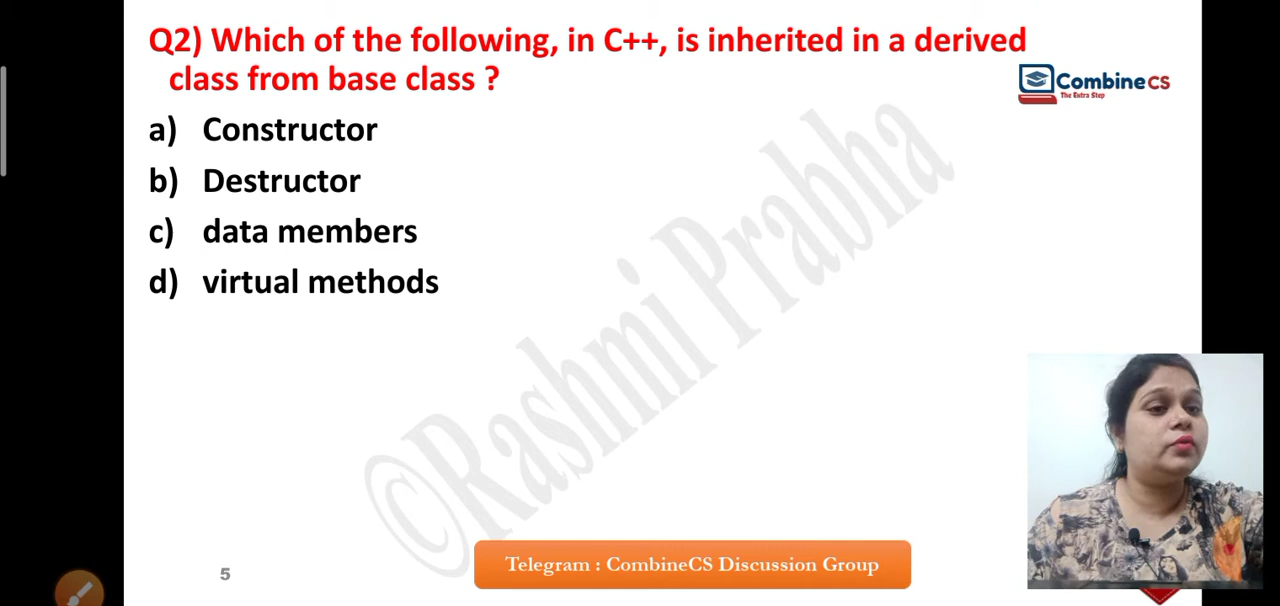 Q2) Which of the following, in C++, is inherited in a derived
class from base class ?
CombineCS
The Extra Step
a) Constructor
b) Destructor
c) data members
d) virtual methods
©Rashmi Prabha
Telegram : CombineCS Discussion Group
5